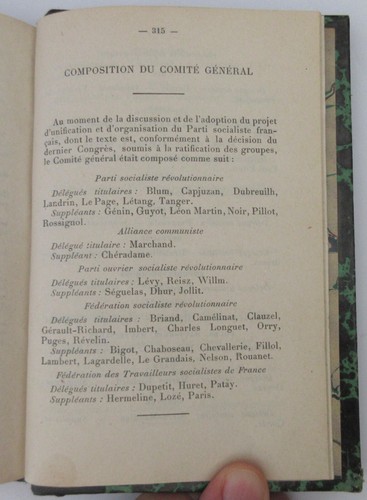 — 315 —
COMPOSITION DU COMITÉ GÉNÉRAL
Au moment de la discussion et de l'adoption du projet
d'unification et d'organisation du Parti socialiste fran-
çais, dont le texte est, conformément à la décision du
dernier Congrès, soumis à la ratification des groupes,
le Comité général était composé comme suit :
Parti socialiste révolutionnaire
Délégués titulaires : Blum, Capjuzan, Dubreuilh,
Landrin, Le Page, Létang, Tanger.
Suppléants : Génin, Guyot, Léon Martin, Noir, Pillot,
Rossignol.
Alliance communiste
Délégué titulaire : Marchand.
Suppléant : Chéradame.
Parti ouvrier socialiste révolutionnaire
Délégués titulaires : Lévy, Reisz, Willm.
Suppléants : Séguelas, Dhur, Jollit.
Fédération socialiste révolutionnaire
Délégués titulaires : Briand, Camélinat, Clauzel,
Gérault-Richard, Imbert, Charles Longuet, Orry,
Puges, Révelin.
Suppléants : Bigot, Chaboseau, Chevallerie, Fillol,
Lambert, Lagardelle, Le Grandais, Nelson, Rouanet.
Fédération des Travailleurs socialistes de France
Délégués titulaires : Dupetit, Huret, Patay.
Suppléants : Hermeline, Lozé, Paris.